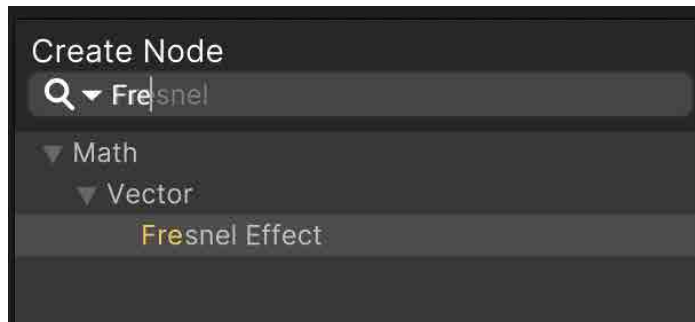 Create Node
Fresnel
Math
Vector
Fresnel Effect